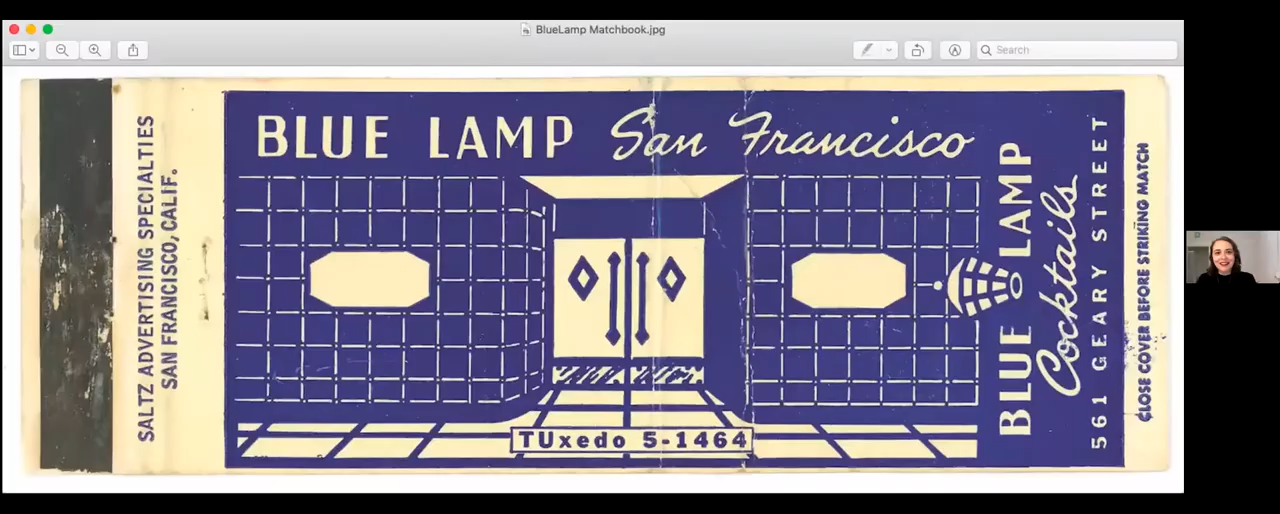 BlueLamp Matchbook.jpg
Search
SALTZ ADVERTISING SPECIALTIES
SAN FRANCISCO, CALIF.
BLUE LAMP San Francisco
TUxedo 5-1464
BLUE LAMP
Cocktails
561 GEARY STREET
CLOSE COVER BEFORE STRIKING MATCH